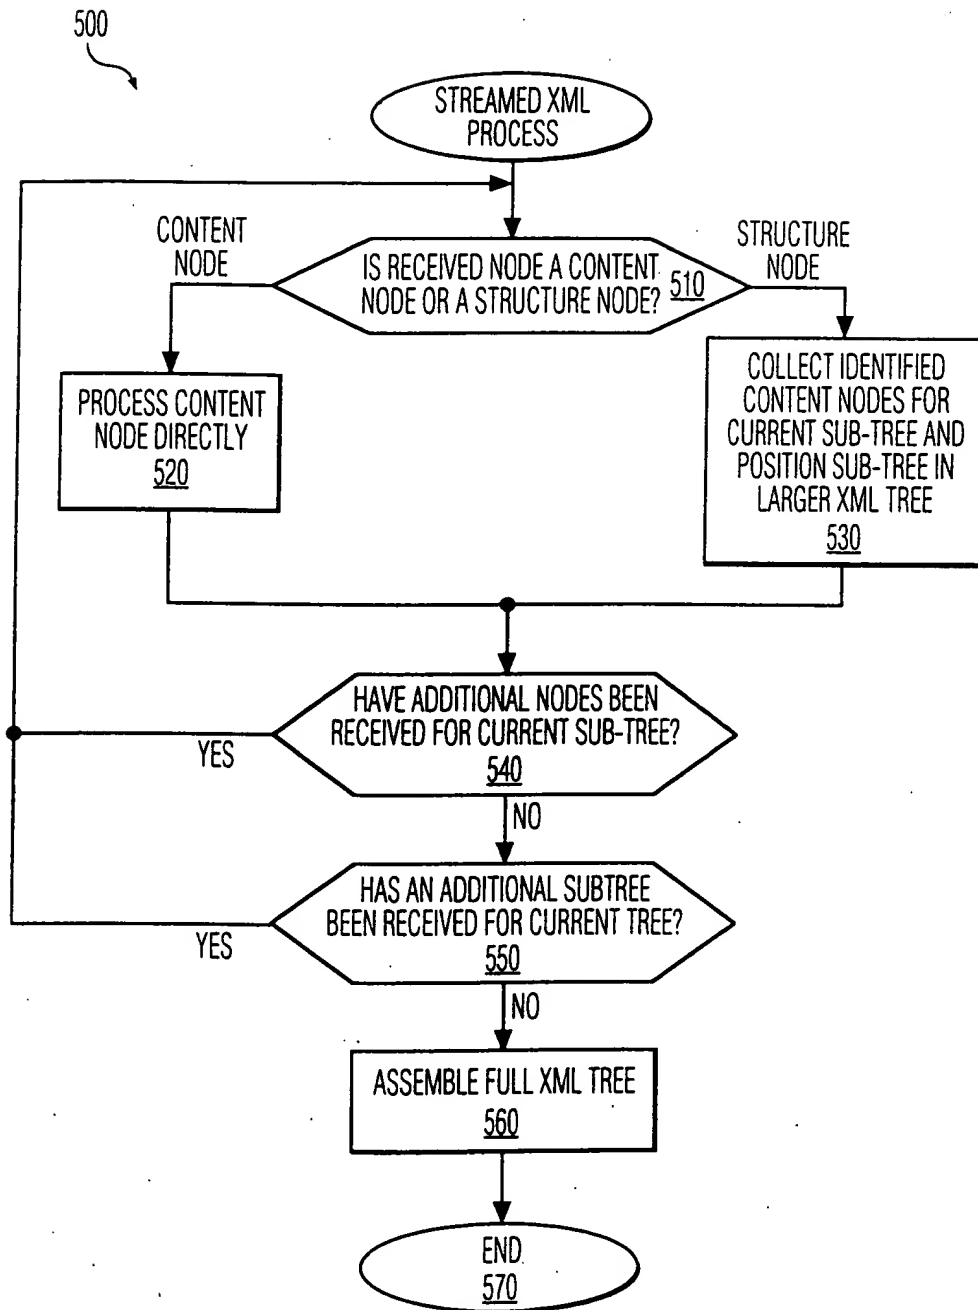 500
STREAMED XML
PROCESS
CONTENT
NODE
STRUCTURE
NODE
IS RECEIVED NODE A CONTENT
NODE OR A STRUCTURE NODE? 510
PROCESS CONTENT
NODE DIRECTLY
520
COLLECT IDENTIFIED
CONTENT NODES FOR
CURRENT SUB-TREE AND
POSITION SUB-TREE IN
LARGER XML TREE
530
HAVE ADDITIONAL NODES BEEN
RECEIVED FOR CURRENT SUB-TREE?
540
YES
NO
HAS AN ADDITIONAL SUBTREE
BEEN RECEIVED FOR CURRENT TREE?
550
YES
NO
ASSEMBLE FULL XML TREE
560
END
570